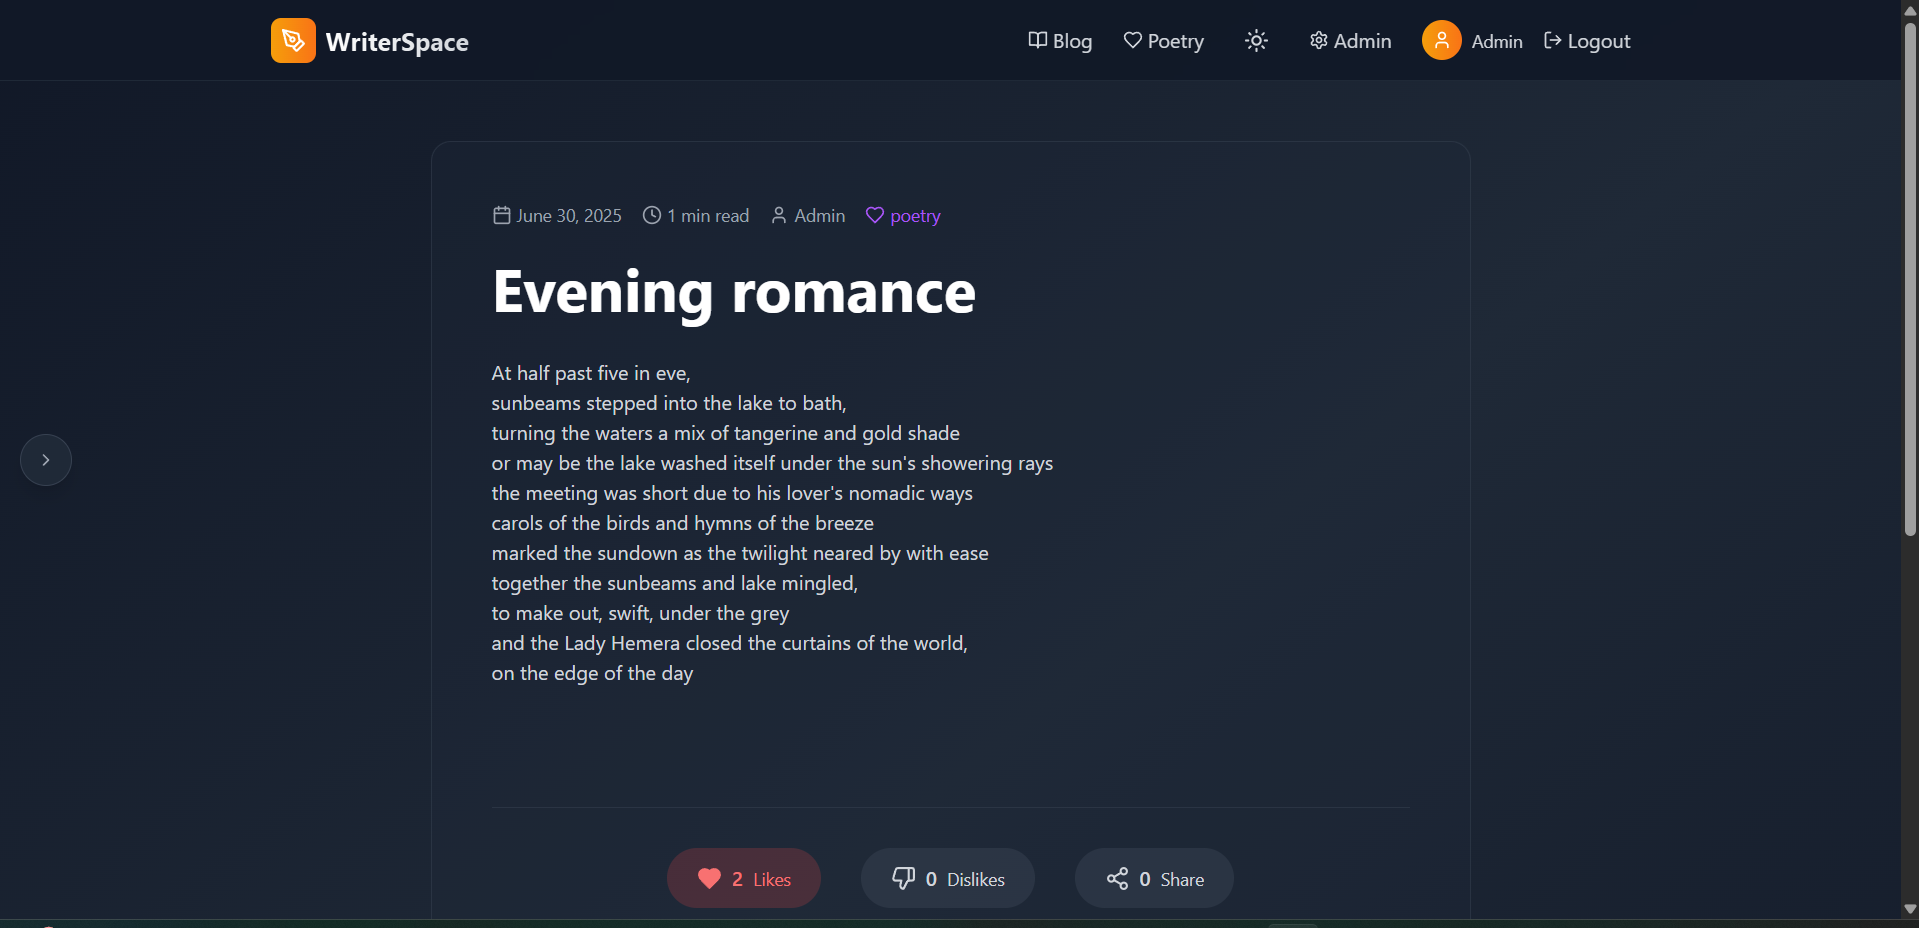 WriterSpace
Blog
Poetry
Admin
Admin
Logout
June 30, 2025
1 min read
Admin
poetry
Evening romance
At half past five in eve,
sunbeams stepped into the lake to bath,
turning the waters a mix of tangerine and gold shade
or may be the lake washed itself under the sun's showering rays
the meeting was short due to his lover's nomadic ways
carols of the birds and hymns of the breeze
marked the sundown as the twilight neared by with ease
together the sunbeams and lake mingled,
to make out, swift, under the grey
and the Lady Hemera closed the curtains of the world,
on the edge of the day
2 Likes
0 Dislikes
0 Share